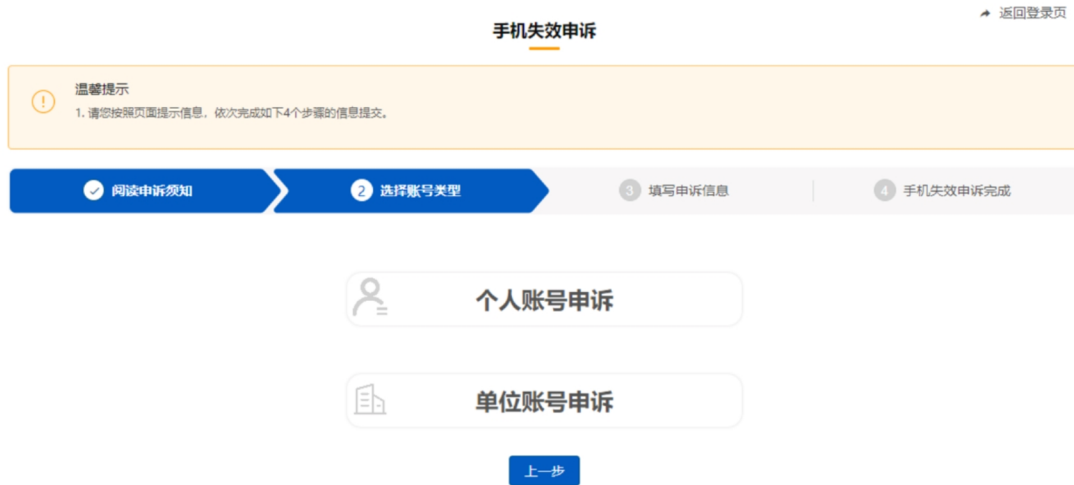 返回登录页
手机失效申诉
温馨提示
1. 请您按照页面提示信息，依次完成如下4个步骤的信息提交。
阅读申诉须知
2 选择账号类型
3 填写申诉信息
4 手机失效申诉完成
个人账号申诉
单位账号申诉
上一步